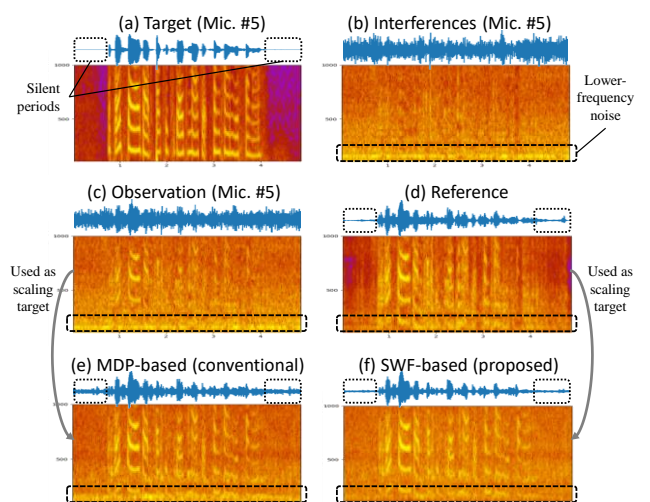 (a) Target (Mic. #5)
(b) Interferences (Mic. #5)
Silent
periods
1000
500
1
2
3
4
1000
500
1
2
3
4
Lower-
frequency
noise
(c) Observation (Mic. #5)
(d) Reference
Used as
scaling
target
1000
500
1
2
3
4
1000
500
1
2
3
4
Used as
scaling
target
(e) MDP-based (conventional)
(f) SWF-based (proposed)
1000
500
1000
500